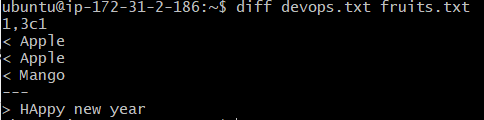 ubuntu@ip-172-31-2-186:~$ diff devops.txt fruits.txt
1,3c1
< Apple
< Apple
< Mango
---
> HAppy new year